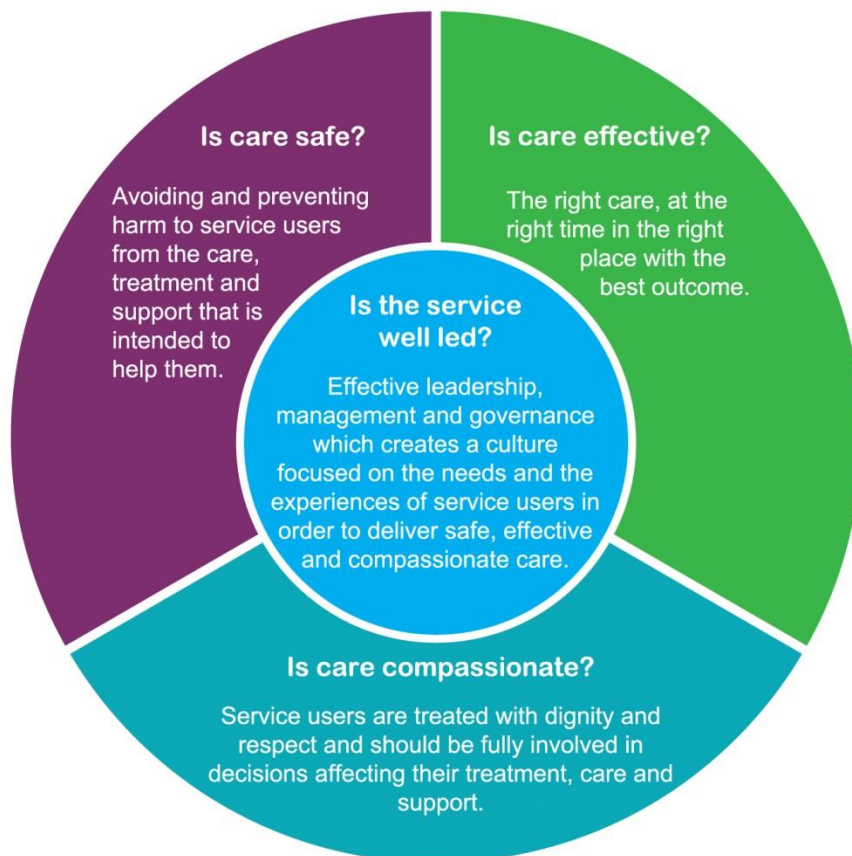 Is care safe?
Avoiding and preventing
harm to service users
from the care,
treatment and
support that is
intended to
help them.
Is care effective?
The right care, at the
right time in the right
place with the
best outcome.
Is the service
well led?
Effective leadership,
management and governance
which creates a culture
focused on the needs and the
experiences of service users in
order to deliver safe, effective
and compassionate care.
Is care compassionate?
Service users are treated with dignity and
respect and should be fully involved in
decisions affecting their treatment, care and
support.